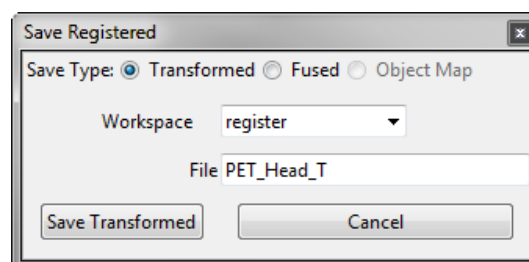 Save Registered
Save Type: Transformed Fused Object Map
Workspace register
File PET_Head_T
Save Transformed Cancel